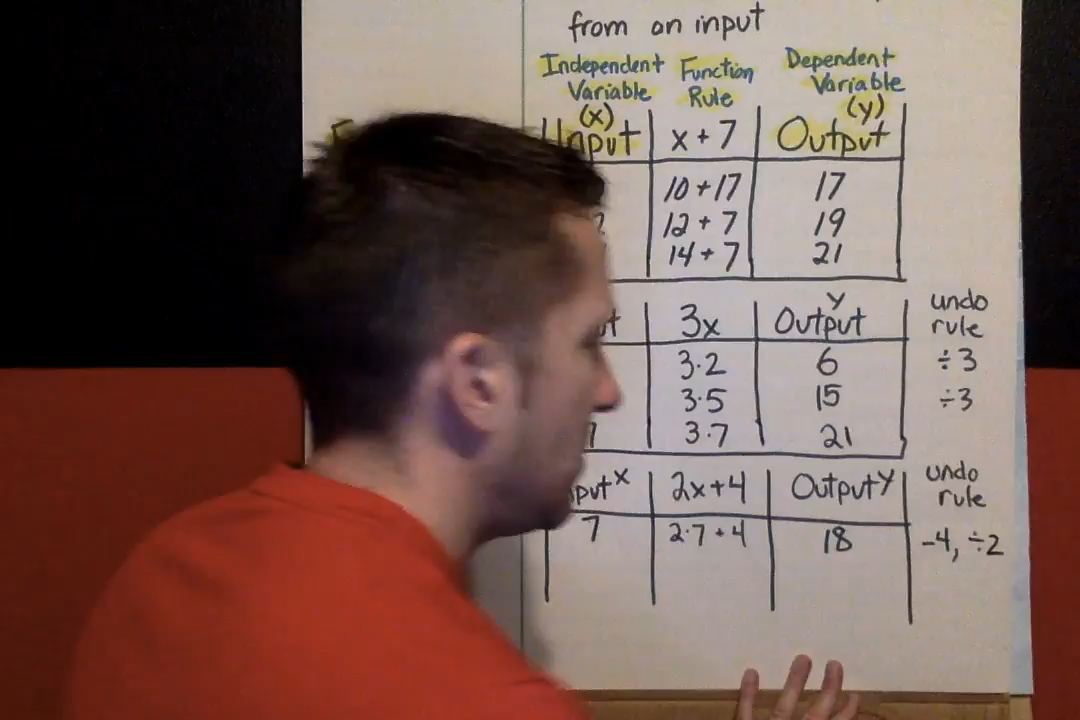 from on input
Independent Variable (x) Function Rule Dependent Variable (y)
Input x + 7 Output
10 + 17 17
12 + 7 19
14 + 7 21
3x Output y undo rule
3·2 6 ÷3
3·5 15 ÷3
7 3·7 21
x 2x+4 Output y undo rule
7 2·7+4 18 -4, ÷2